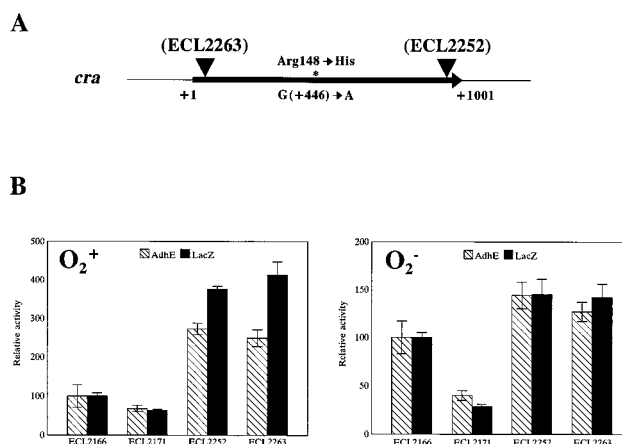 A
(ECL2263)
(ECL2252)
Arg148 → His
cra
*
+1
G(+446) → A
+1001
B
O2+
AdhE
LacZ
Relative activity
500
400
300
200
100
0
ECL2166
ECL2171
ECL2252
ECL2263
O2-
AdhE
LacZ
Relative activity
200
150
100
50
0
ECL2166
ECL2171
ECL2252
ECL2263